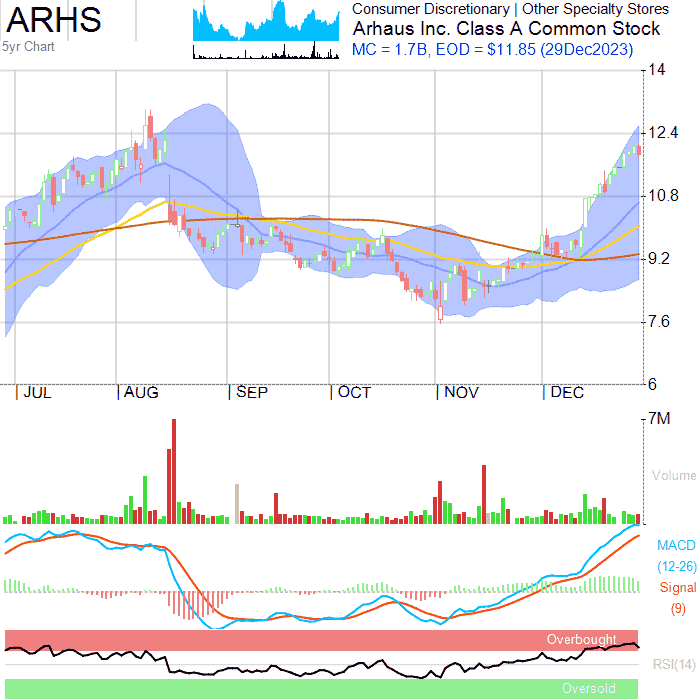 ARHS
5yr Chart
Consumer Discretionary | Other Specialty Stores
Arhaus Inc. Class A Common Stock
MC = 1.7B, EOD = $11.85 (29Dec2023)
14
12.4
10.8
9.2
7.6
6
JUL AUG SEP OCT NOV DEC
7M
Volume
MACD
(12-26)
Signal
(9)
Overbought
RSI(14)
Oversold